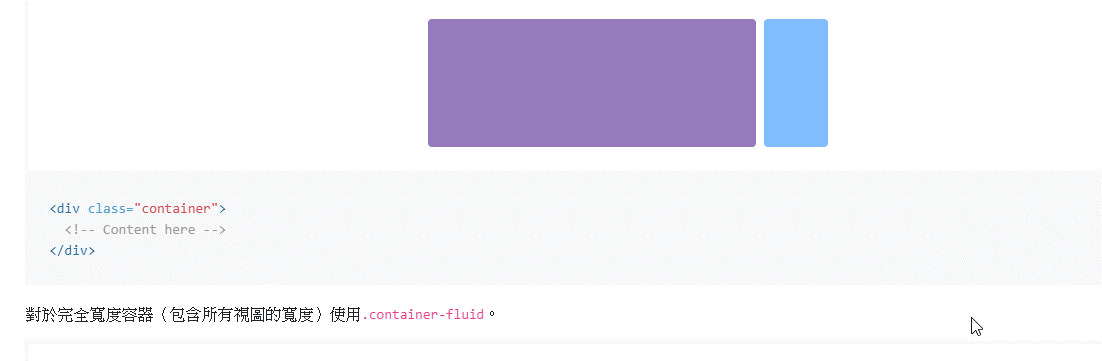 <div class="container">
<!-- Content here -->
</div>
對於完全寬度容器（包含所有視圖的寬度）使用.container-fluid。